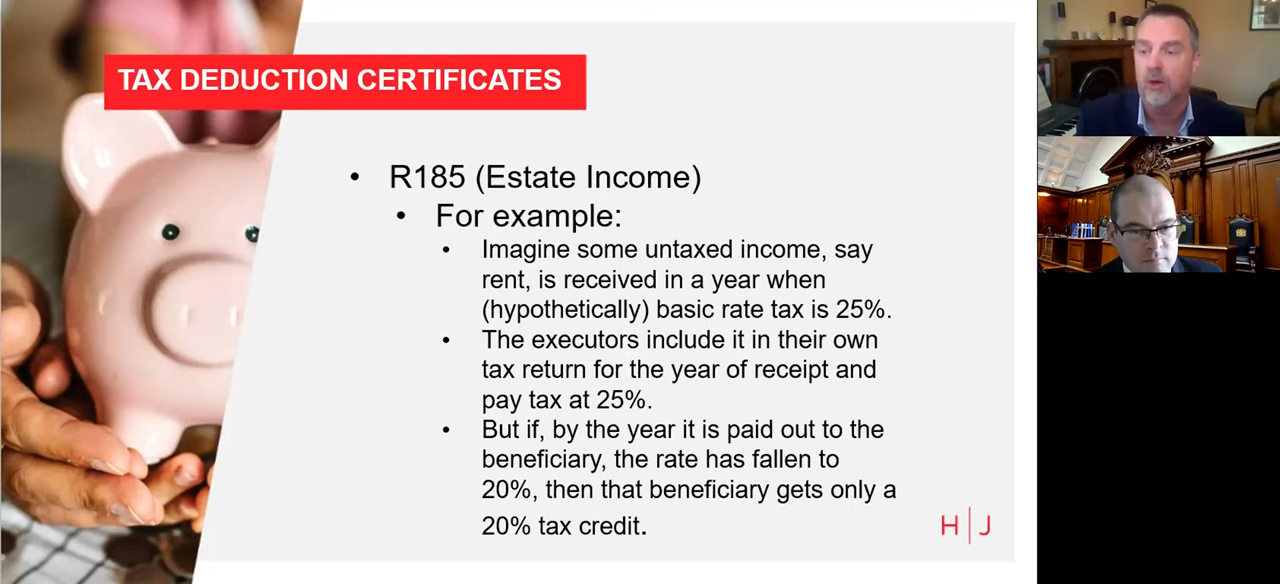 TAX DEDUCTION CERTIFICATES
• R185 (Estate Income)
• For example:
• Imagine some untaxed income, say
rent, is received in a year when
(hypothetically) basic rate tax is 25%.
• The executors include it in their own
tax return for the year of receipt and
pay tax at 25%.
• But if, by the year it is paid out to the
beneficiary, the rate has fallen to
20%, then that beneficiary gets only a
20% tax credit.
H|J